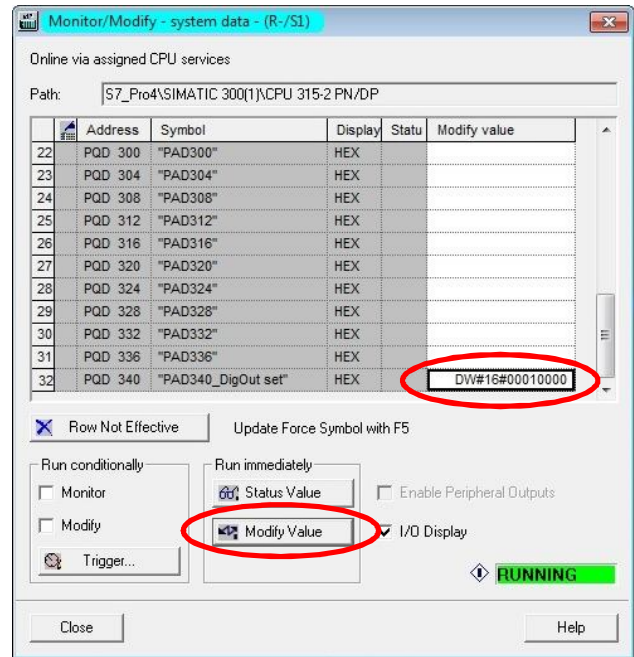 Monitor/Modify - system data - (R-/S1)
Online via assigned CPU services
Path: S7_Pro4\SIMATIC 300(1)\CPU 315-2 PN/DP
Address Symbol Display Statu Modify value
22 PQD 300 "PAD300" HEX
23 PQD 304 "PAD304" HEX
24 PQD 308 "PAD308" HEX
25 PQD 312 "PAD312" HEX
26 PQD 316 "PAD316" HEX
27 PQD 320 "PAD320" HEX
28 PQD 324 "PAD324" HEX
29 PQD 328 "PAD328" HEX
30 PQD 332 "PAD332" HEX
31 PQD 336 "PAD336" HEX
32 PQD 340 "PAD340_DigOut set" HEX DW#16#00010000
Row Not Effective Update Force Symbol with F5
Run conditionally Run immediately
Monitor Status Value Enable Peripheral Outputs
Modify Modify Value I/O Display
Trigger... RUNNING
Close Help